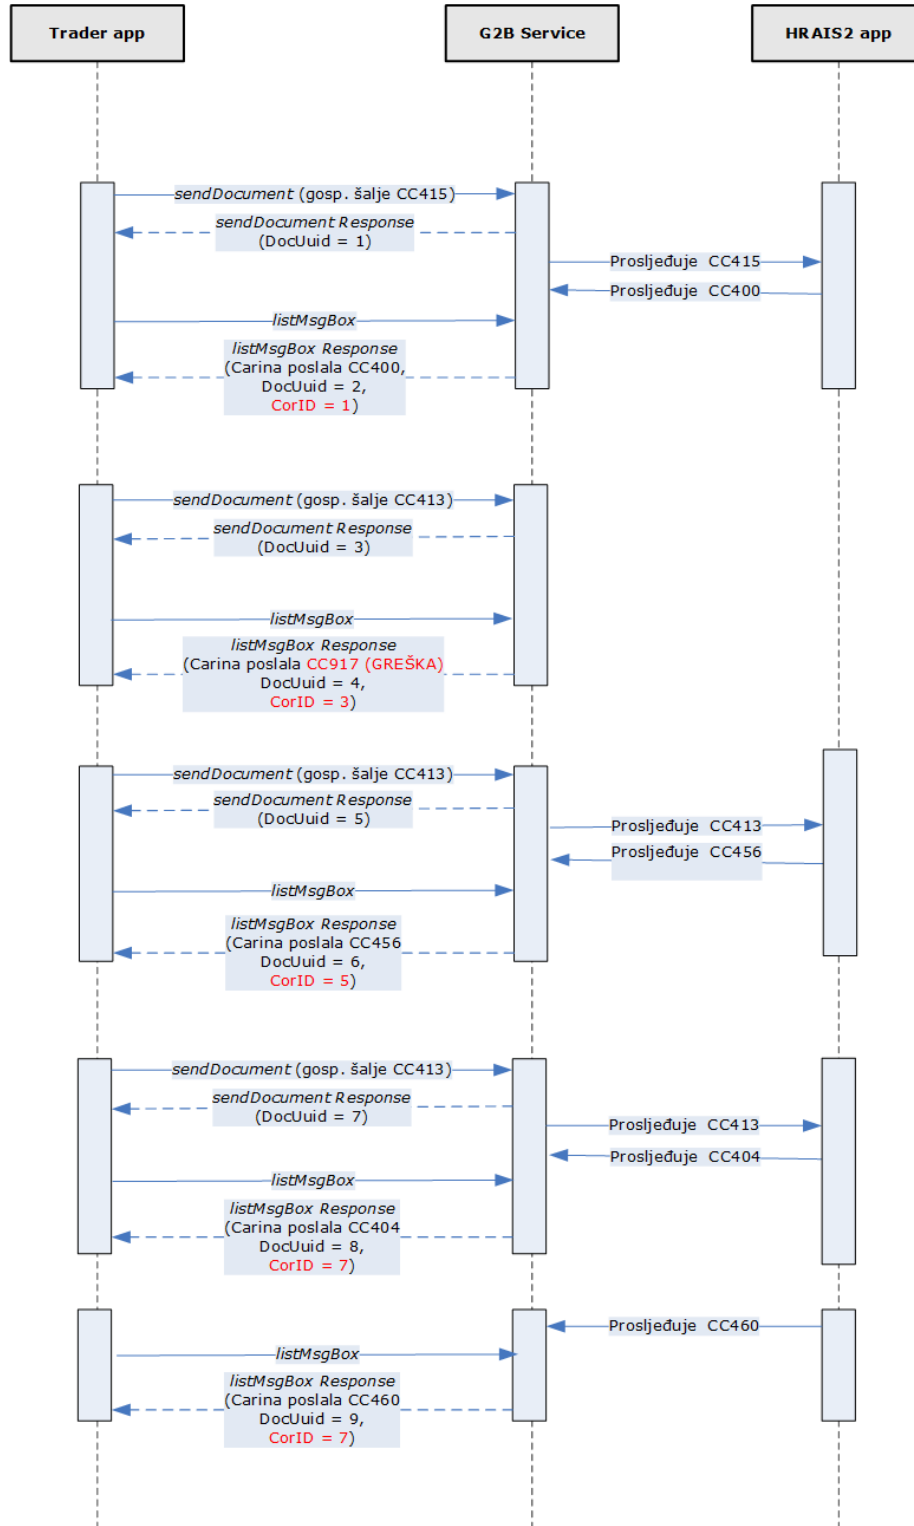 Trader app
G2B Service
HRAIS2 app
sendDocument (gosp. šalje CC415)
sendDocument Response
(DocUuid = 1)
Prosljeđuje CC415
Prosljeđuje CC400
listMsgBox
listMsgBox Response
(Carina poslala CC400,
DocUuid = 2,
CorID = 1)
sendDocument (gosp. šalje CC413)
sendDocument Response
(DocUuid = 3)
listMsgBox
listMsgBox Response
(Carina poslala CC917 (GREŠKA)
DocUuid = 4,
CorID = 3)
sendDocument (gosp. šalje CC413)
sendDocument Response
(DocUuid = 5)
Prosljeđuje CC413
Prosljeđuje CC456
listMsgBox
listMsgBox Response
(Carina poslala CC456
DocUuid = 6,
CorID = 5)
sendDocument (gosp. šalje CC413)
sendDocument Response
(DocUuid = 7)
Prosljeđuje CC413
Prosljeđuje CC404
listMsgBox
listMsgBox Response
(Carina poslala CC404
DocUuid = 8,
CorID = 7)
Prosljeđuje CC460
listMsgBox
listMsgBox Response
(Carina poslala CC460
DocUuid = 9,
CorID = 7)